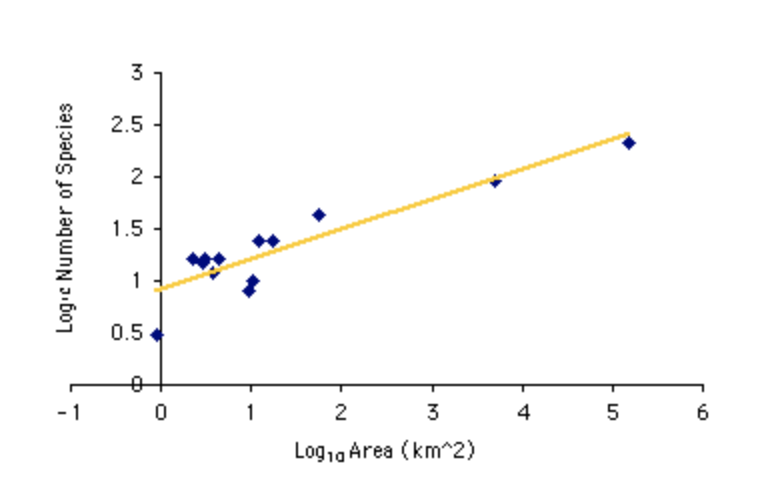 3
2.5
2
1.5
1
0.5
0
-1 0 1 2 3 4 5 6
Number of Species
Log₁₀ Area (km^2)